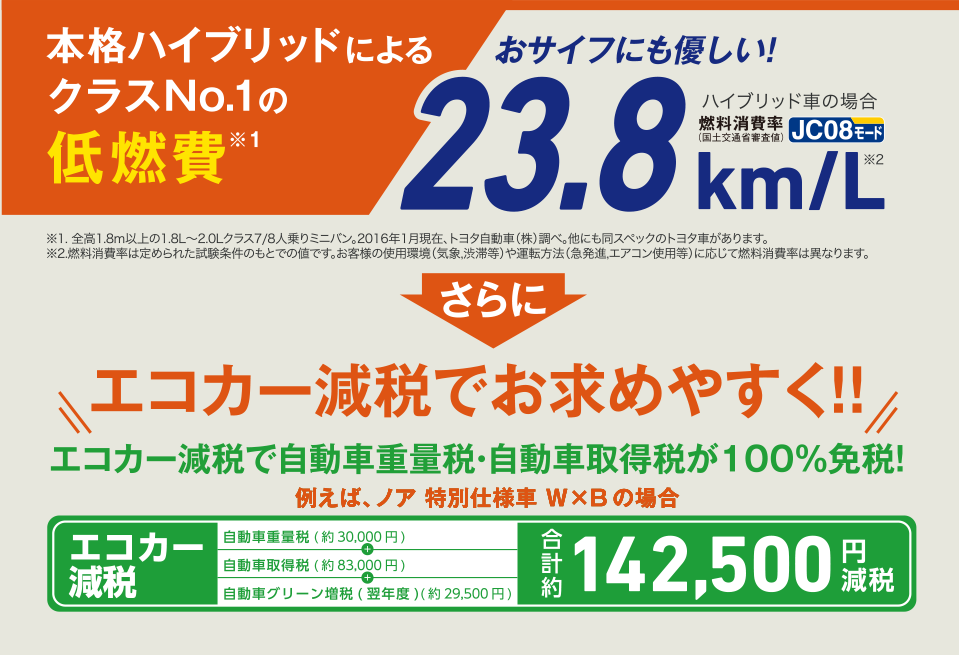 本格ハイブリッドによる
クラスNo.1の
低燃費※1
おサイフにも優しい!
23.8km/L※2
ハイブリッド車の場合
燃料消費率
(国土交通省審査値)
JC08モード
※1. 全高1.8m以上の1.8L〜2.0Lクラス7/8人乗りミニバン。2016年1月現在、トヨタ自動車(株)調べ。他にも同スペックのトヨタ車があります。
※2.燃料消費率は定められた試験条件のもとでの値です。お客様の使用環境(気象,渋滞等)や運転方法(急発進,エアコン使用等)に応じて燃料消費率は異なります。
さらに
エコカー減税でお求めやすく!!
エコカー減税で自動車重量税・自動車取得税が100%免税!
例えば、ノア 特別仕様車 W×Bの場合
エコカー
減税
自動車重量税(約30,000円)
+
自動車取得税(約83,000円)
+
自動車グリーン増税(翌年度)(約29,500円)
合計約
142,500円減税